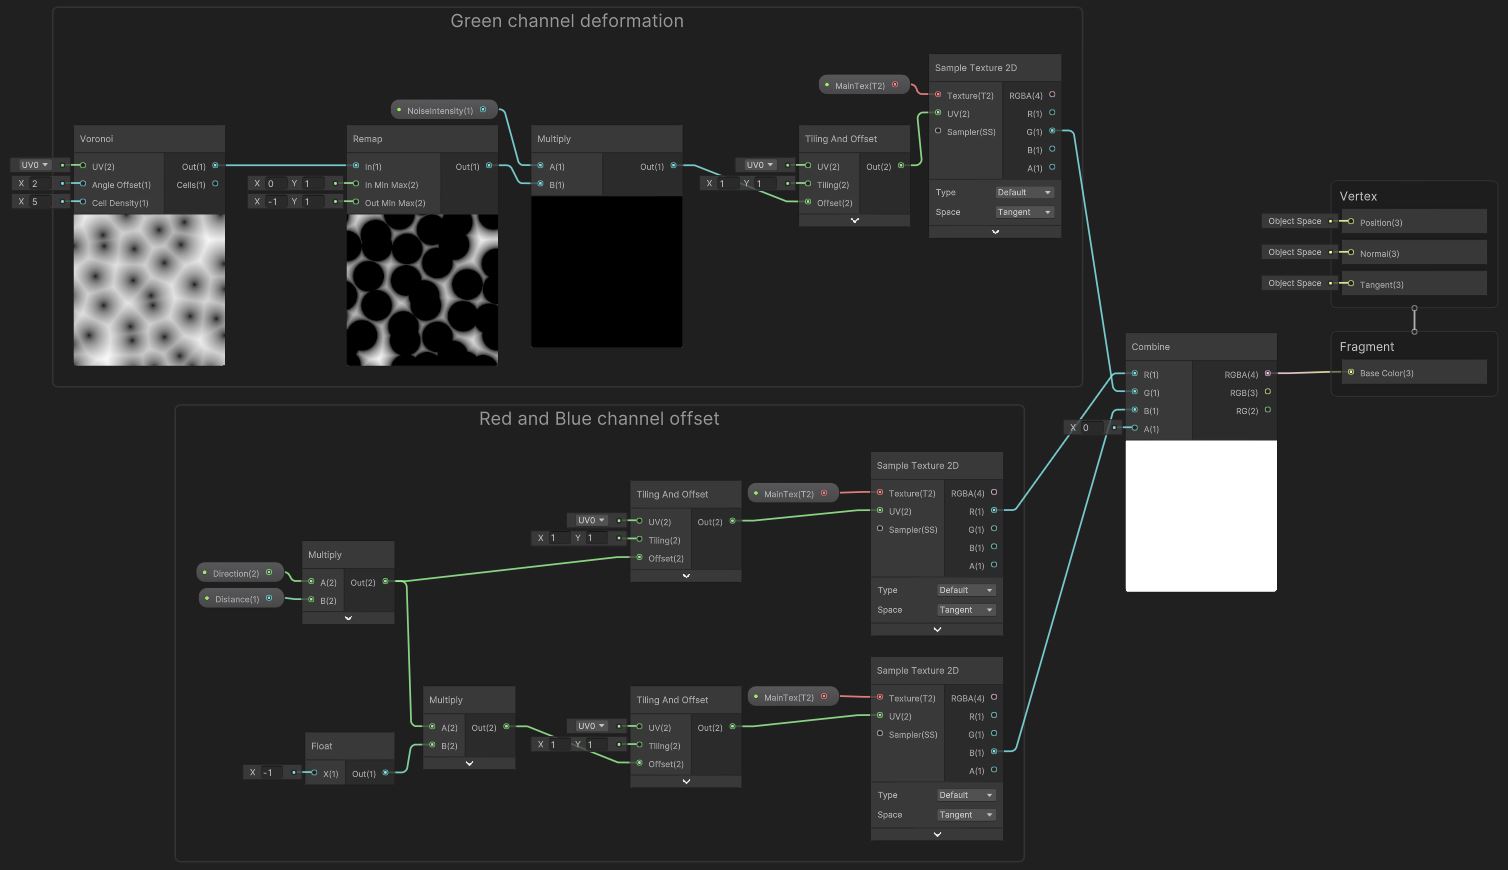 Green channel deformation
Sample Texture 2D
MainTex(T2)
Texture(T2) RGBA(4)
UV(2) R(1)
Sampler(SS) G(1)
B(1)
A(1)
Type Default
Space Tangent
NoiseIntensity(1)
Voronoi
UV0 UV(2) Out(1)
X 2 Angle Offset(1) Cells(1)
X 5 Cell Density(1)
Remap
In(1) Out(1)
X 0 Y 1 In Min Max(2)
X -1 Y 1 Out Min Max(2)
Multiply
A(1) Out(1)
B(1)
Tiling And Offset
UV0 UV(2) Out(2)
X 1 Y 1 Tiling(2)
Offset(2)
Vertex
Object Space Position(3)
Object Space Normal(3)
Object Space Tangent(3)
Fragment
Base Color(3)
Combine
R(1) RGBA(4)
G(1) RGB(3)
B(1) RG(2)
X 0 A(1)
Red and Blue channel offset
Sample Texture 2D
MainTex(T2)
Texture(T2) RGBA(4)
UV(2) R(1)
Sampler(SS) G(1)
B(1)
A(1)
Type Default
Space Tangent
Tiling And Offset
UV0 UV(2) Out(2)
X 1 Y 1 Tiling(2)
Offset(2)
Multiply
Direction(2) A(2) Out(2)
Distance(1) B(2)
Sample Texture 2D
MainTex(T2)
Texture(T2) RGBA(4)
UV(2) R(1)
Sampler(SS) G(1)
B(1)
A(1)
Type Default
Space Tangent
Tiling And Offset
UV0 UV(2) Out(2)
X 1 Y 1 Tiling(2)
Offset(2)
Multiply
A(2) Out(2)
B(2)
Float
X -1 X(1) Out(1)